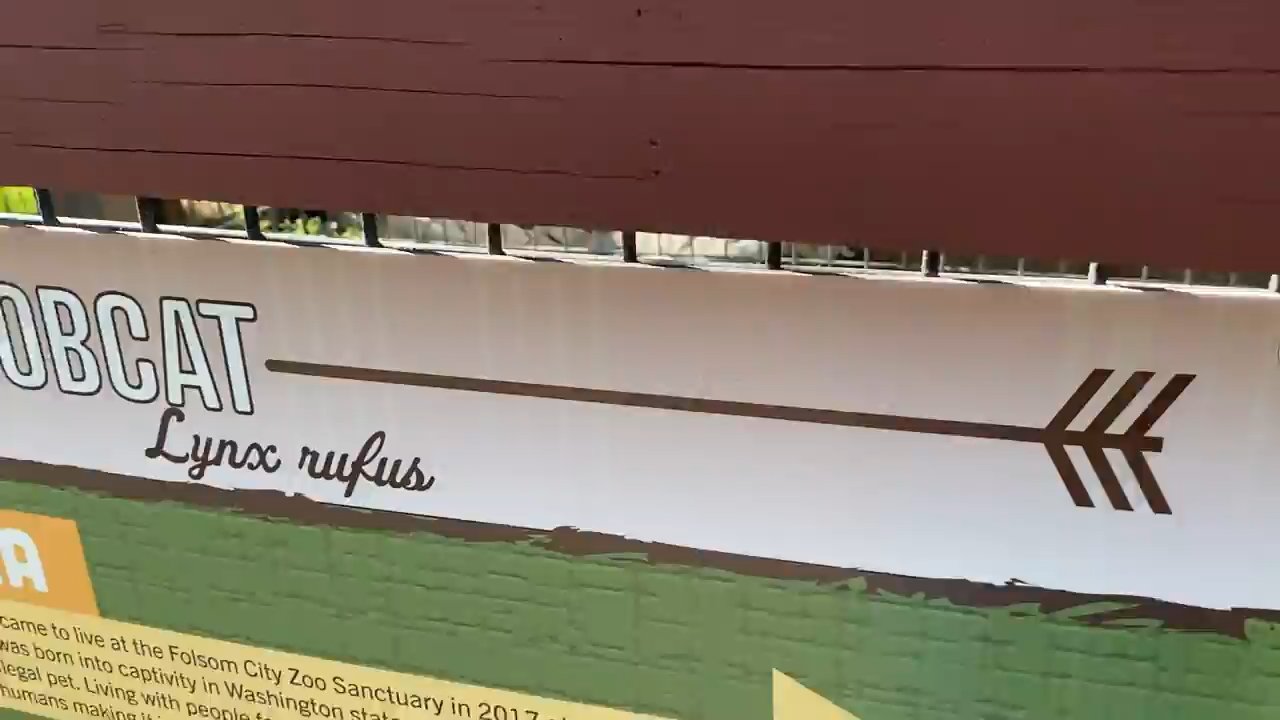 OBCAT
Lynx rufus
A
came to live at the Folsom City Zoo Sanctuary in 2017
was born into captivity in Washington state
legal pet. Living with people
humans making it